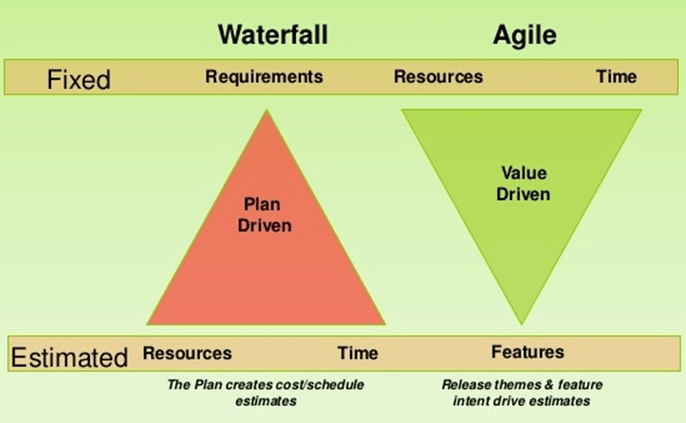 Waterfall Agile
Fixed Requirements Resources Time
Plan
Driven
Value
Driven
Estimated Resources Time Features
The Plan creates cost/schedule
estimates
Release themes & feature
intent drive estimates